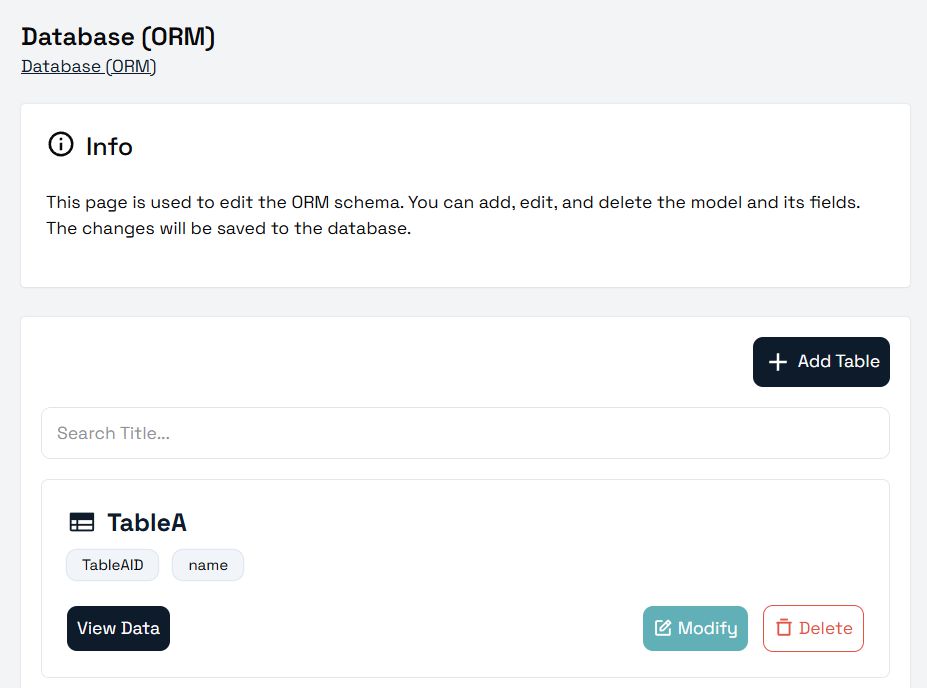 Database (ORM)
Database (ORM)
Info
This page is used to edit the ORM schema. You can add, edit, and delete the model and its fields.
The changes will be saved to the database.
Add Table
Search Title...
TableA
TableAID name
View Data Modify Delete